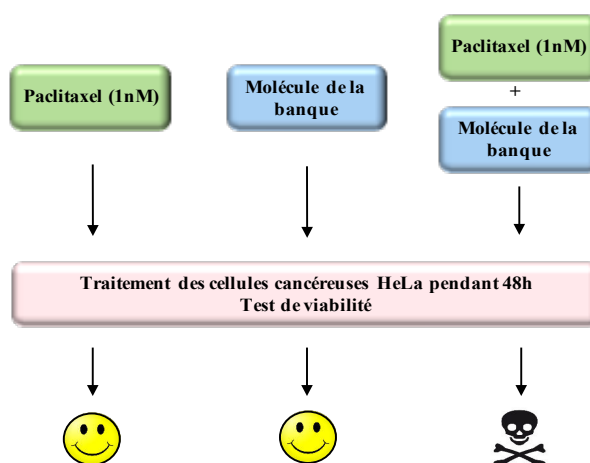 Paclitaxel (1nM)
Molécule de la
banque
Paclitaxel (1nM)
+
Molécule de la
banque
Traitement des cellules cancéreuses HeLa pendant 48h
Test de viabilité